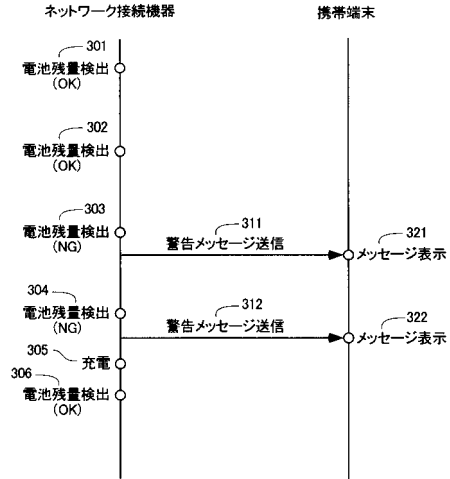 ネットワーク接続機器
携帯端末
301
電池残量検出
(OK)
302
電池残量検出
(OK)
303
電池残量検出
(NG)
311
警告メッセージ送信
321
メッセージ表示
304
電池残量検出
(NG)
312
警告メッセージ送信
322
メッセージ表示
305
充電
306
電池残量検出
(OK)